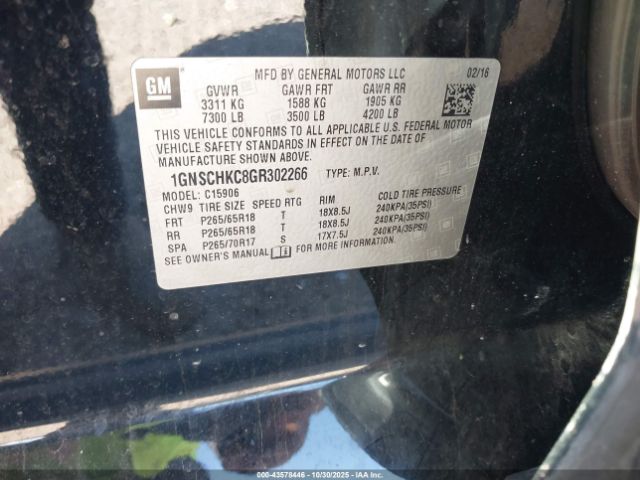 GM
MFD BY GENERAL MOTORS LLC 02/16
GVWR GAWR FRT GAWR RR
3311 KG 1588 KG 1905 KG
7300 LB 3500 LB 4200 LB
THIS VEHICLE CONFORMS TO ALL APPLICABLE U.S. FEDERAL MOTOR
VEHICLE SAFETY STANDARDS IN EFFECT ON THE DATE OF
MANUFACTURE SHOWN ABOVE.
1GNSCHKC8GR302266 TYPE: M.P.V.
MODEL: C15906
CHW9 TIRE SIZE SPEED RTG RIM COLD TIRE PRESSURE
FRT P265/65R18 T 18X8.5J 240KPA(35PSI)
RR P265/65R18 T 18X8.5J 240KPA(35PSI)
SPA P265/70R17 S 17X7.5J 240KPA(35PSI)
SEE OWNER'S MANUAL FOR MORE INFORMATION.
000-43578446 - 10/30/2025 - Copyright © 2025 IAA, LLC